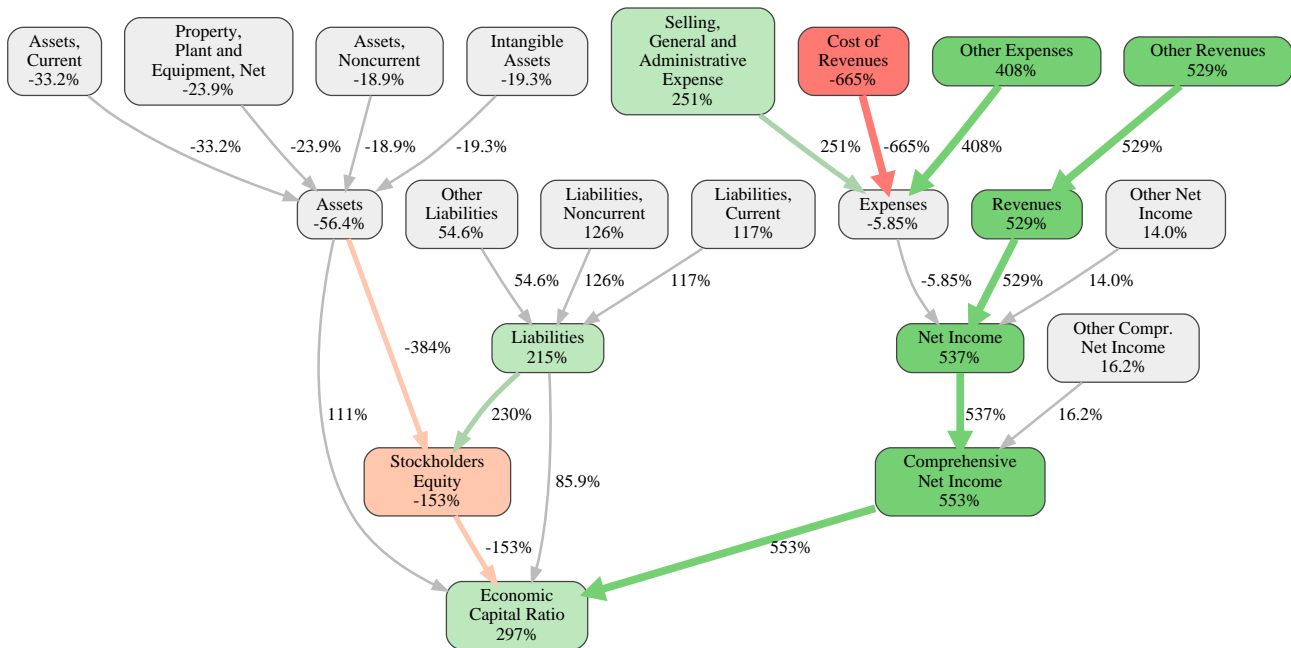 Assets,
Current
-33.2%
Property,
Plant and
Equipment, Net
-23.9%
Assets,
Noncurrent
-18.9%
Intangible
Assets
-19.3%
Selling,
General and
Administrative
Expense
251%
Cost of
Revenues
-665%
Other Expenses
408%
Other Revenues
529%
-33.2%
-23.9%
-18.9%
-19.3%
251%
-665%
408%
529%
Assets
-56.4%
Other
Liabilities
54.6%
Liabilities,
Noncurrent
126%
Liabilities,
Current
117%
Expenses
-5.85%
Revenues
529%
Other Net
Income
14.0%
54.6%
126%
117%
-5.85%
529%
14.0%
-384%
Liabilities
215%
Net Income
537%
Other Compr.
Net Income
16.2%
111%
230%
85.9%
537%
16.2%
Stockholders
Equity
-153%
Comprehensive
Net Income
553%
-153%
553%
Economic
Capital Ratio
297%